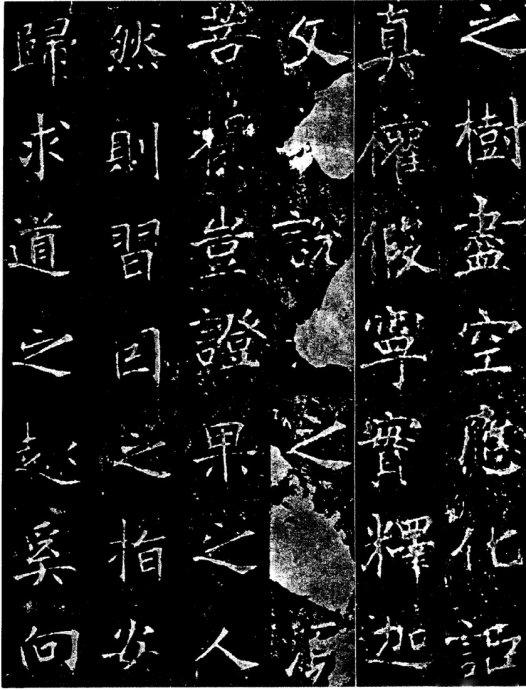 之樹盡空應化詎
真權假寧實釋迦
文說之源
菩樣豈證果之人
然則習因之指安
歸求道之趣奚向